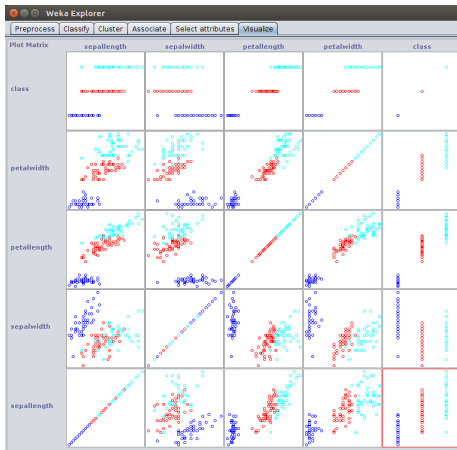 Weka Explorer
Preprocess Classify Cluster Associate Select attributes Visualize
Plot Matrix sepallength sepalwidth petallength petalwidth class
class
petalwidth
petallength
sepalwidth
sepallength